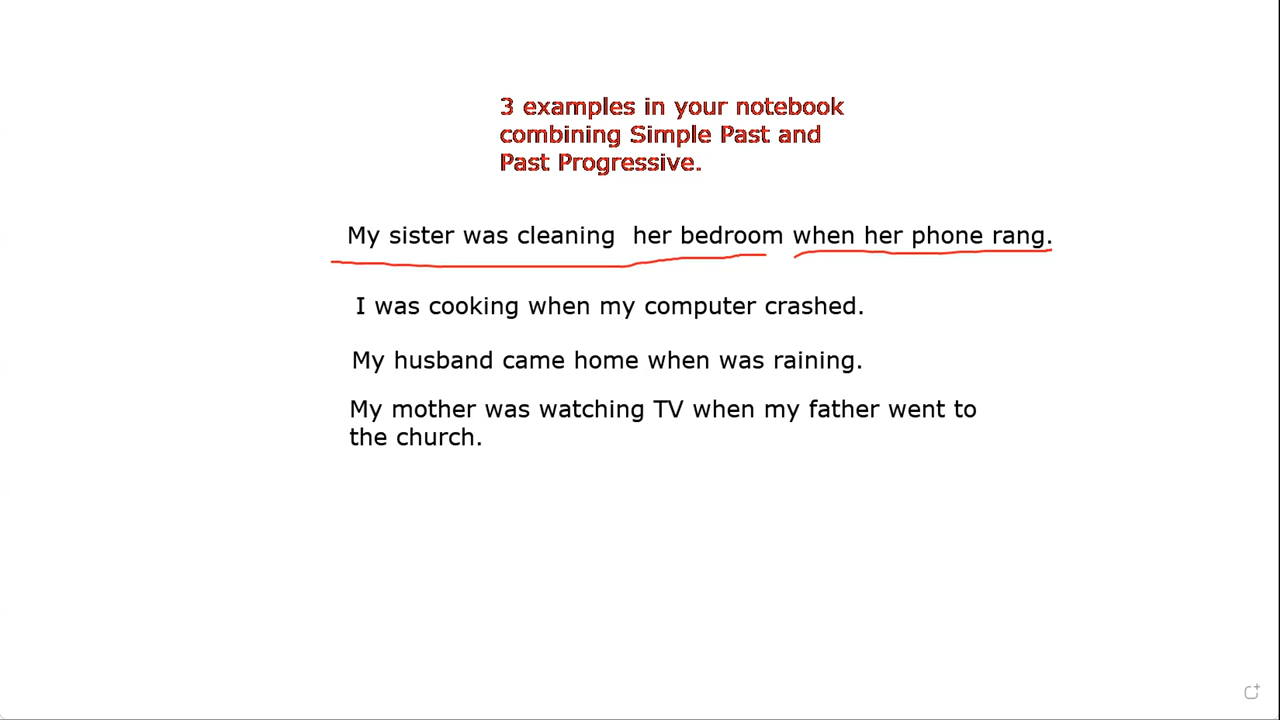 3 examples in your notebook
combining Simple Past and
Past Progressive.
My sister was cleaning  her bedroom when her phone rang.
I was cooking when my computer crashed.
My husband came home when was raining.
My mother was watching TV when my father went to
the church.